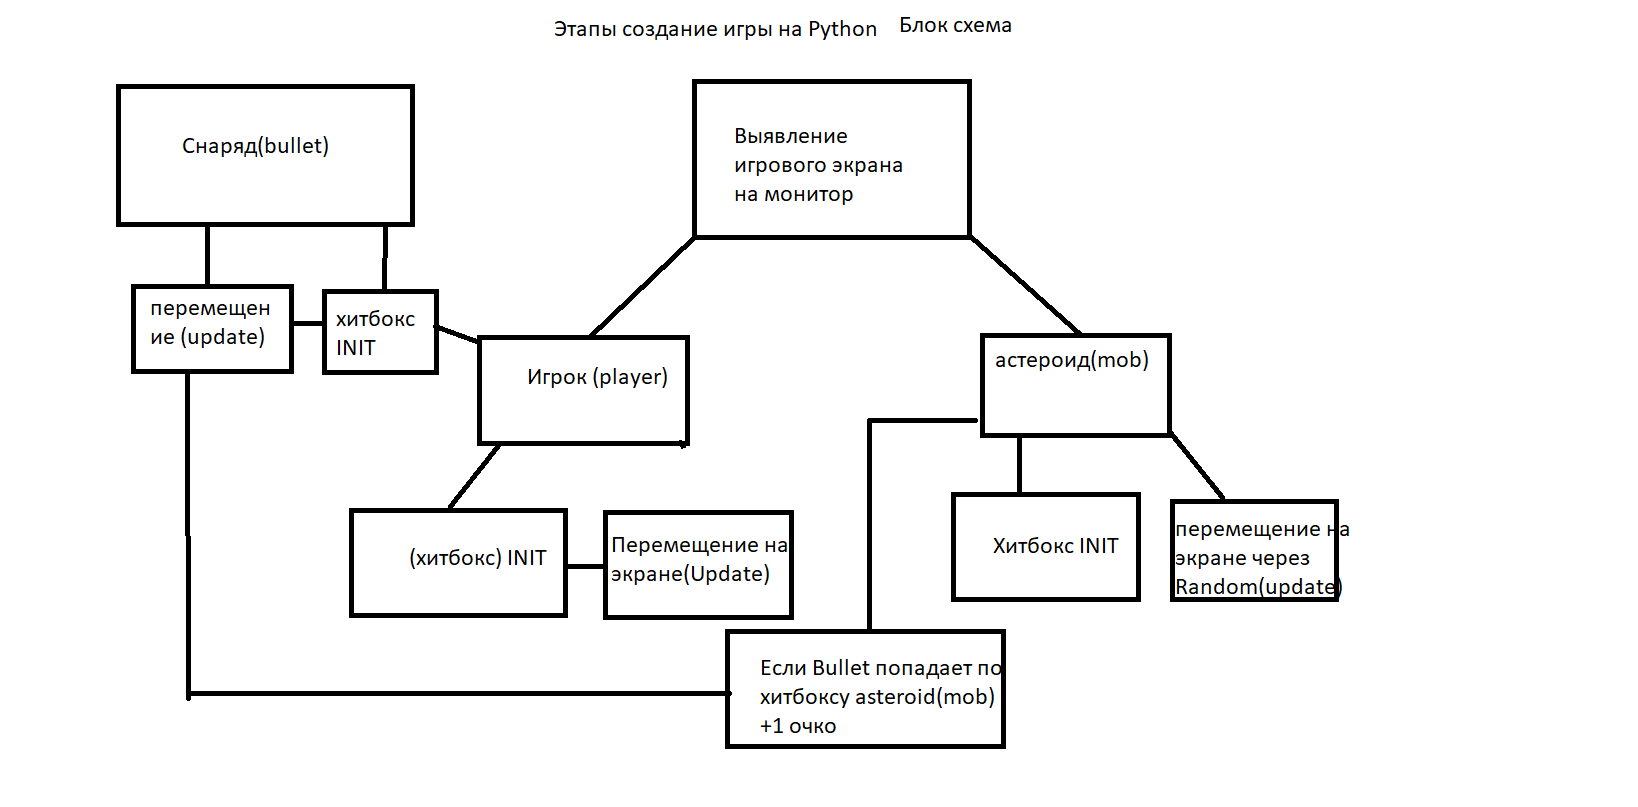 Этапы создание игры на Python Блок схема
Снаряд(bullet)
Выявление
игрового экрана
на монитор
перемещен
ие (update)
хитбокс
INIT
Игрок (player)
астероид(mob)
(хитбокс) INIT
Перемещение на
экране(Update)
Хитбокс INIT
перемещение на
экране через
Random(update)
Если Bullet попадает по
хитбоксу asteroid(mob)
+1 очко